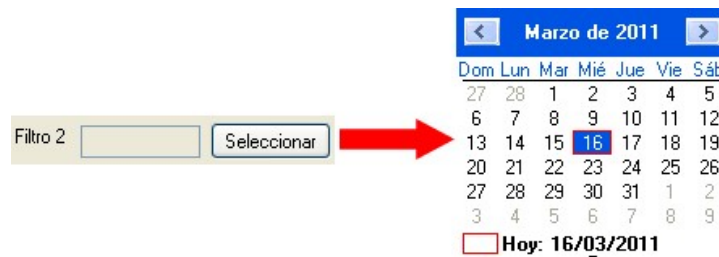 Marzo de 2011
Dom Lun Mar Mié Jue Vie Sáb
27 28 1 2 3 4 5
6 7 8 9 10 11 12
Filtro 2 Seleccionar
13 14 15 16 17 18 19
20 21 22 23 24 25 26
27 28 29 30 31 1 2
3 4 5 6 7 8 9
Hoy: 16/03/2011